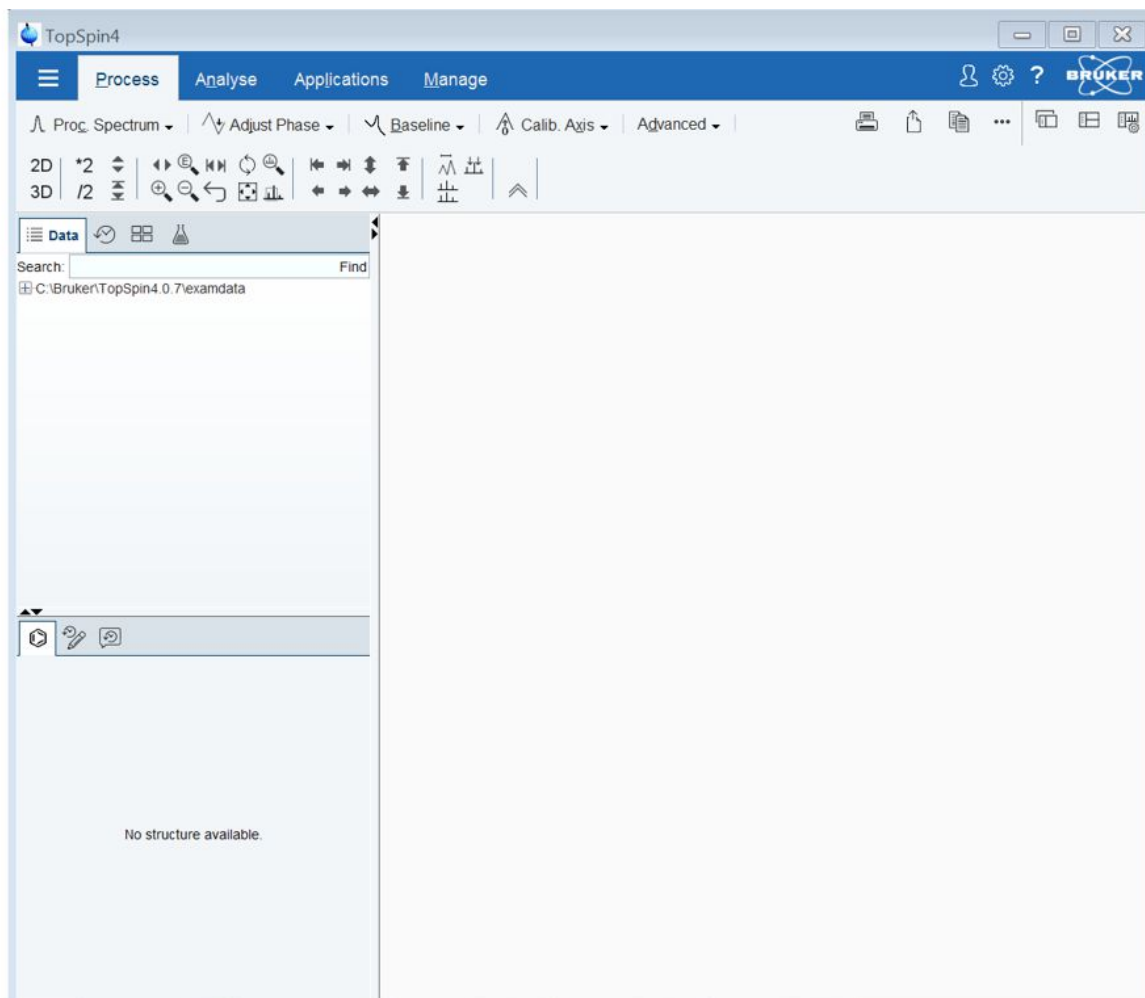 TopSpin4
Process Analyse Applications Manage ? BRUKER
Proc. Spectrum Adjust Phase Baseline Calib. Axis Advanced ...
2D *2 E
3D /2
Data
Search: Find
C:\Bruker\TopSpin4.0.7\examdata
No structure available.